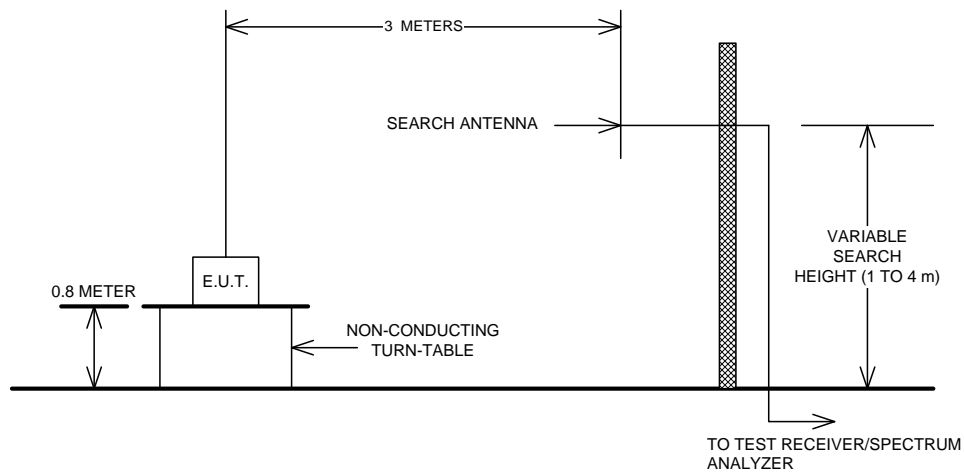 3 METERS
SEARCH ANTENNA
VARIABLE
SEARCH
HEIGHT (1 TO 4 m)
E.U.T.
0.8 METER
NON-CONDUCTING
TURN-TABLE
TO TEST RECEIVER/SPECTRUM
ANALYZER